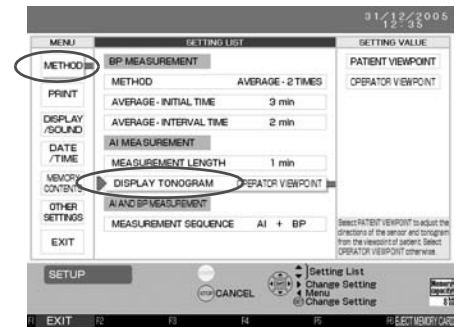 31/12/2005
12:35
MENU
SETTING LIST
SETTING VALUE
METHOD
BP MEASUREMENT
PATIENT VIEWPOINT
METHOD AVERAGE - 2 TIMES
OPERATOR VIEWPOINT
PRINT
AVERAGE - INITIAL TIME 3 min
DISPLAY
/SOUND
AVERAGE - INTERVAL TIME 2 min
DATE
/TIME
AI MEASUREMENT
MEASUREMENT LENGTH 1 min
MEMORY
CONTENTS
DISPLAY TONOGRAM OPERATOR VIEWPOINT
OTHER
SETTINGS
AI AND BP MEASUREMENT
MEASUREMENT SEQUENCE AI + BP
EXIT
Select PATIENT VIEWPOINT to adjust the
directions of the sensor and tonogram
from the viewpoint of patient. Select
OPERATOR VIEWPOINT otherwise.
SETUP
CANCEL
Setting List
Change Setting
Menu
Change Setting
Memory
capacity
F1 EXIT F2 F3 F4 F5 F6 EJECT MEMORY CARD